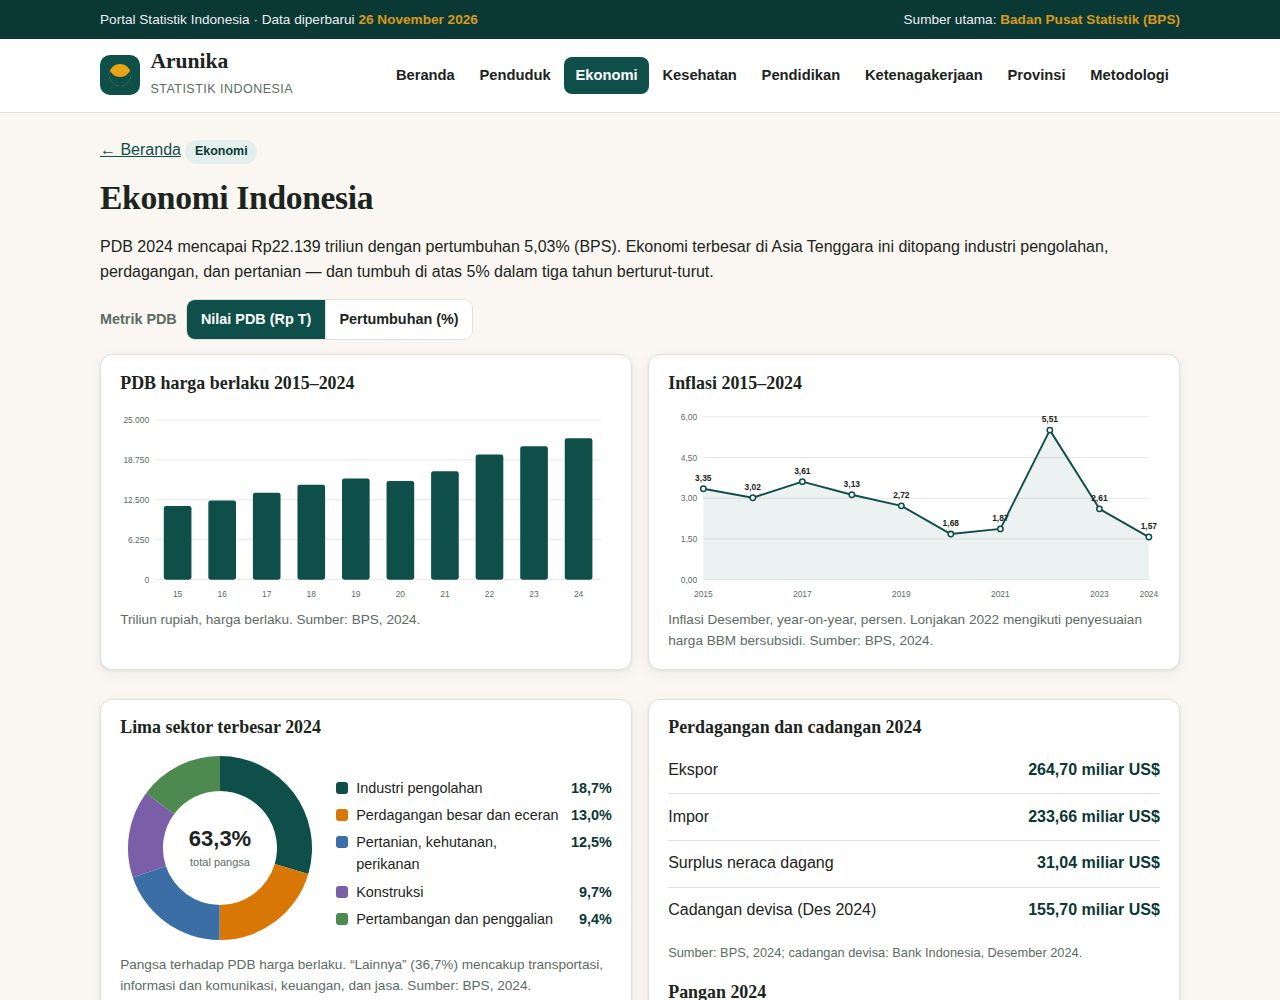 Portal Statistik Indonesia · Data diperbarui 26 November 2026
Sumber utama: Badan Pusat Statistik (BPS)
Arunika
STATISTIK INDONESIA
Beranda
Penduduk
Ekonomi
Kesehatan
Pendidikan
Ketenagakerjaan
Provinsi
Metodologi
← Beranda
Ekonomi
Ekonomi Indonesia
PDB 2024 mencapai Rp22.139 triliun dengan pertumbuhan 5,03% (BPS). Ekonomi terbesar di Asia Tenggara ini ditopang industri pengolahan,
perdagangan, dan pertanian — dan tumbuh di atas 5% dalam tiga tahun berturut-turut.
Metrik PDB
Nilai PDB (Rp T)
Pertumbuhan (%)
PDB harga berlaku 2015–2024
25.000
18.750
12.500
6.250
0
15 16 17 18 19 20 21 22 23 24
Triliun rupiah, harga berlaku. Sumber: BPS, 2024.
Inflasi 2015–2024
6,00
4,50
3,00
1,50
0,00
3,35 3,02 3,61 3,13 2,72 1,68 1,87 5,51 2,61 1,57
2015 2017 2019 2021 2023 2024
Inflasi Desember, year-on-year, persen. Lonjakan 2022 mengikuti penyesuaian
harga BBM bersubsidi. Sumber: BPS, 2024.
Lima sektor terbesar 2024
63,3%
total pangsa
Industri pengolahan 18,7%
Perdagangan besar dan eceran 13,0%
Pertanian, kehutanan, 12,5%
perikanan
Konstruksi 9,7%
Pertambangan dan penggalian 9,4%
Pangsa terhadap PDB harga berlaku. “Lainnya” (36,7%) mencakup transportasi,
informasi dan komunikasi, keuangan, dan jasa. Sumber: BPS, 2024.
Perdagangan dan cadangan 2024
Ekspor 264,70 miliar US$
Impor 233,66 miliar US$
Surplus neraca dagang 31,04 miliar US$
Cadangan devisa (Des 2024) 155,70 miliar US$
Sumber: BPS, 2024; cadangan devisa: Bank Indonesia, Desember 2024.
Pangan 2024